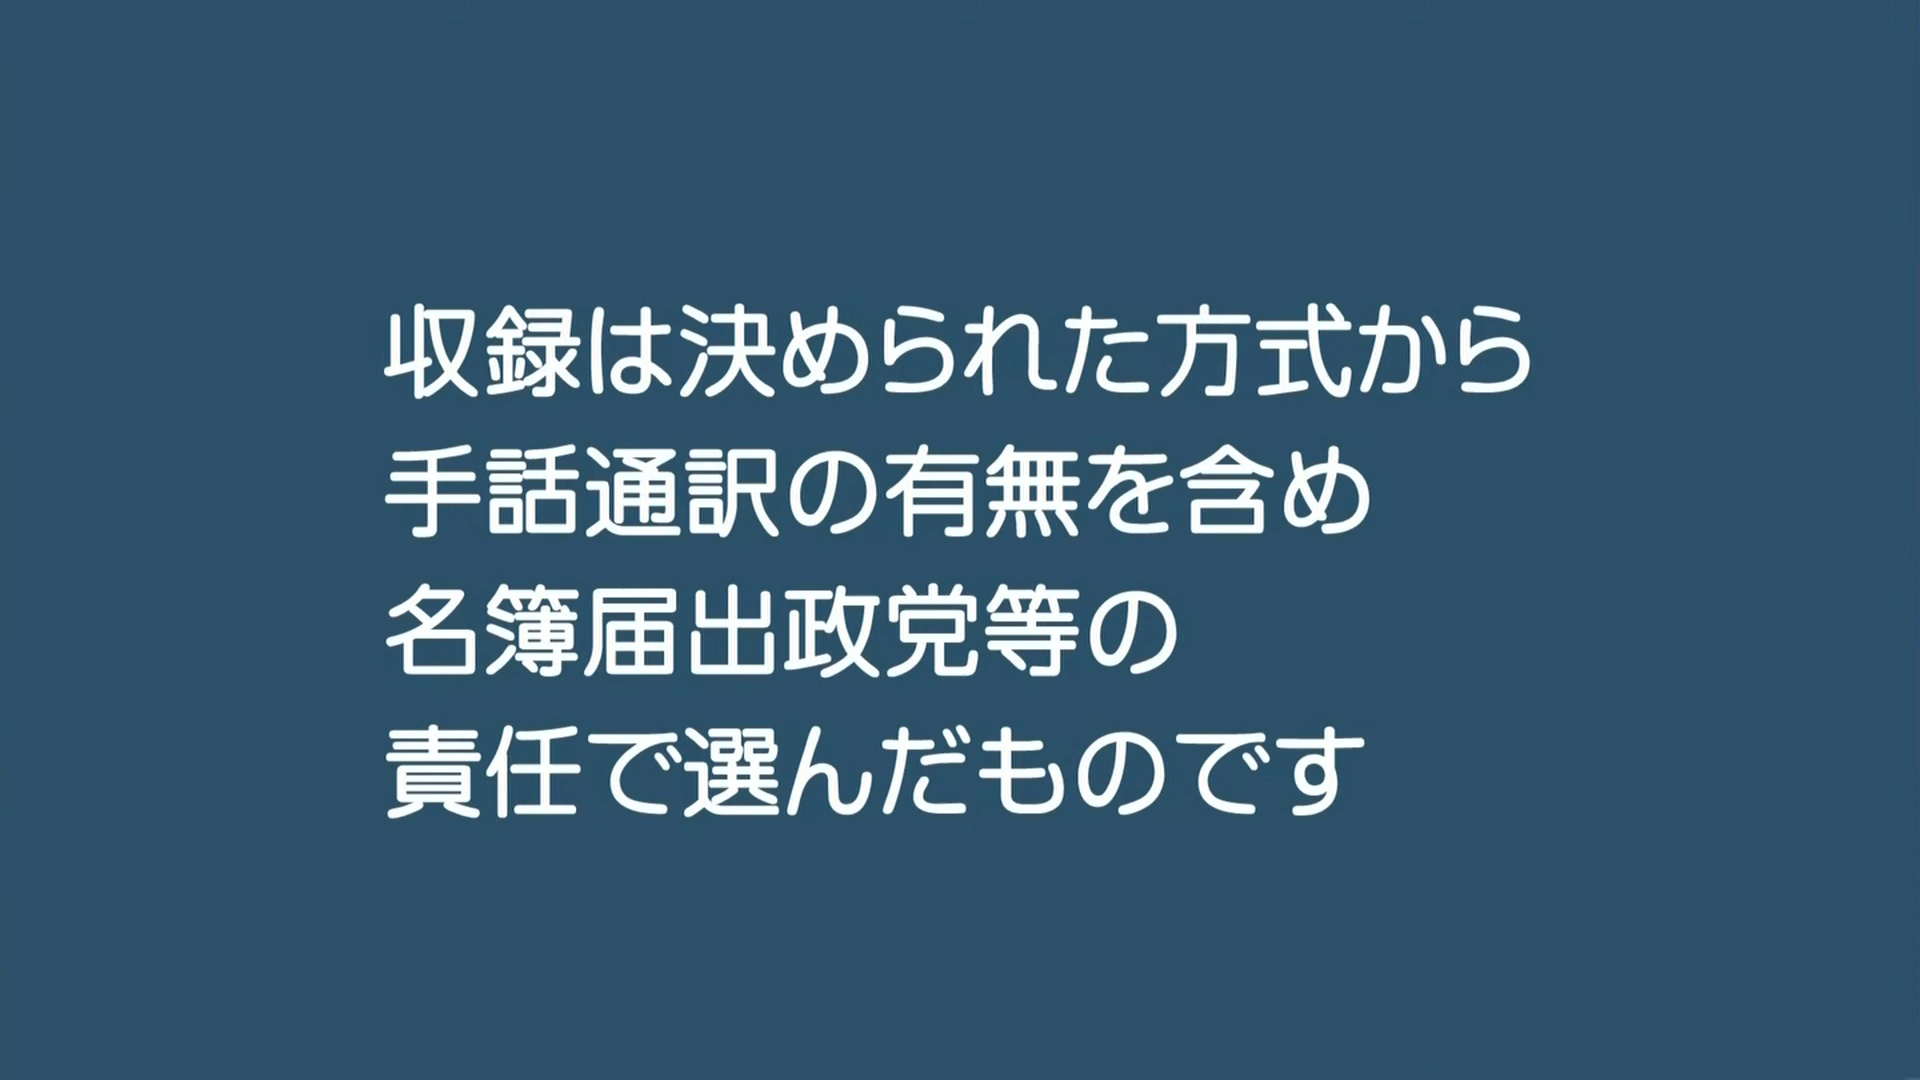 収録は決められた方式から
手話通訳の有無を含め
名簿届出政党等の
責任で選んだものです